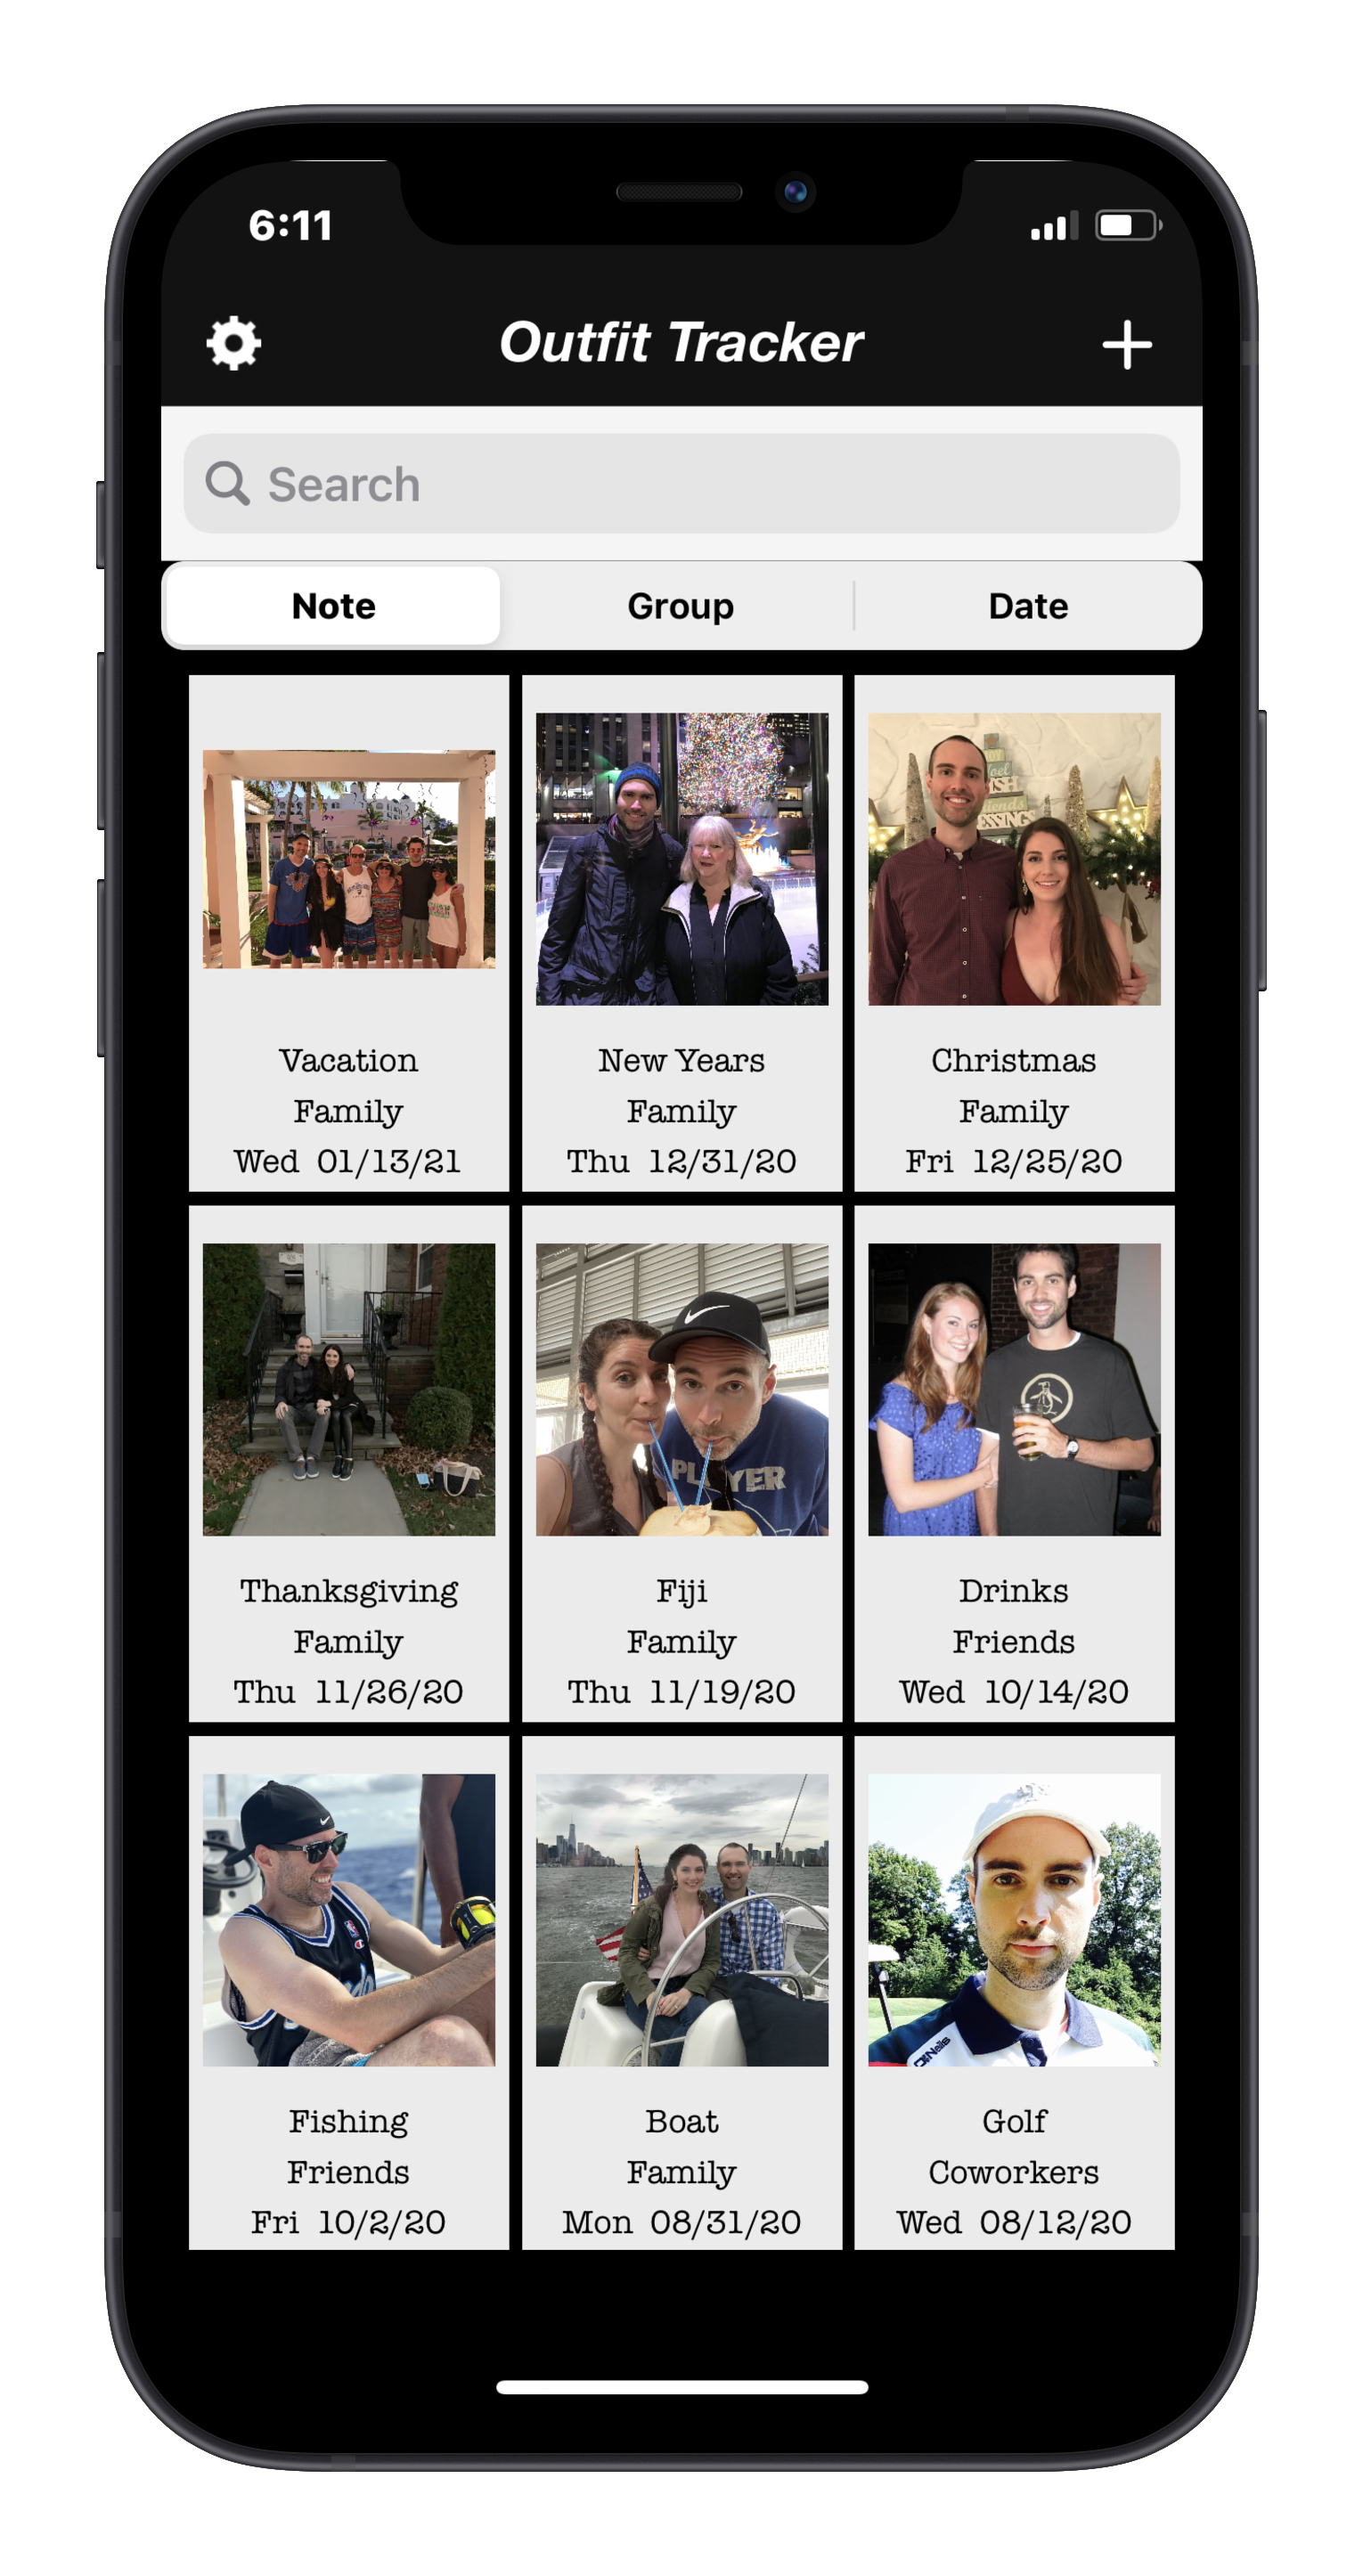 6:11
Outfit Tracker
Search
Note Group Date
Vacation
Family
Wed 01/13/21
New Years
Family
Thu 12/31/20
Christmas
Family
Fri 12/25/20
Thanksgiving
Family
Thu 11/26/20
Fiji
Family
Thu 11/19/20
PLAYER
Drinks
Friends
Wed 10/14/20
Fishing
Friends
Fri 10/2/20
Boat
Family
Mon 08/31/20
Golf
Coworkers
Wed 08/12/20